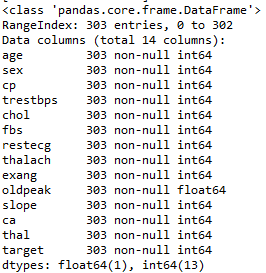 <class 'pandas.core.frame.DataFrame'>
RangeIndex: 303 entries, 0 to 302
Data columns (total 14 columns):
age 303 non-null int64
sex 303 non-null int64
cp 303 non-null int64
trestbps 303 non-null int64
chol 303 non-null int64
fbs 303 non-null int64
restecg 303 non-null int64
thalach 303 non-null int64
exang 303 non-null int64
oldpeak 303 non-null float64
slope 303 non-null int64
ca 303 non-null int64
thal 303 non-null int64
target 303 non-null int64
dtypes: float64(1), int64(13)